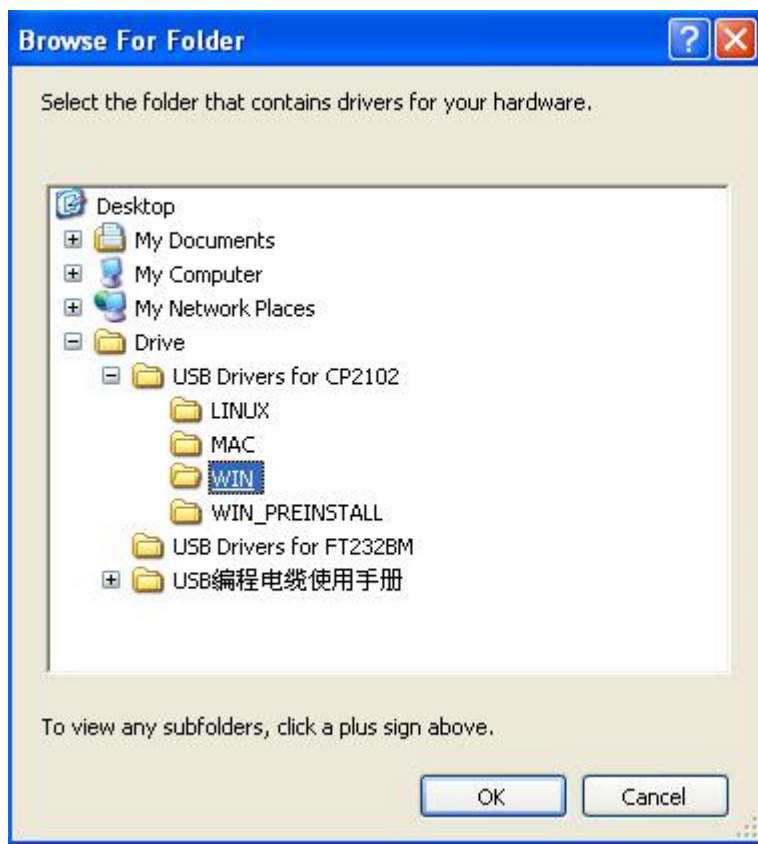 Browse For Folder
Select the folder that contains drivers for your hardware.
Desktop
My Documents
My Computer
My Network Places
Drive
USB Drivers for CP2102
LINUX
MAC
WIN
WIN_PREINSTALL
USB Drivers for FT232BM
USB编程电缆使用手册
To view any subfolders, click a plus sign above.
OK
Cancel